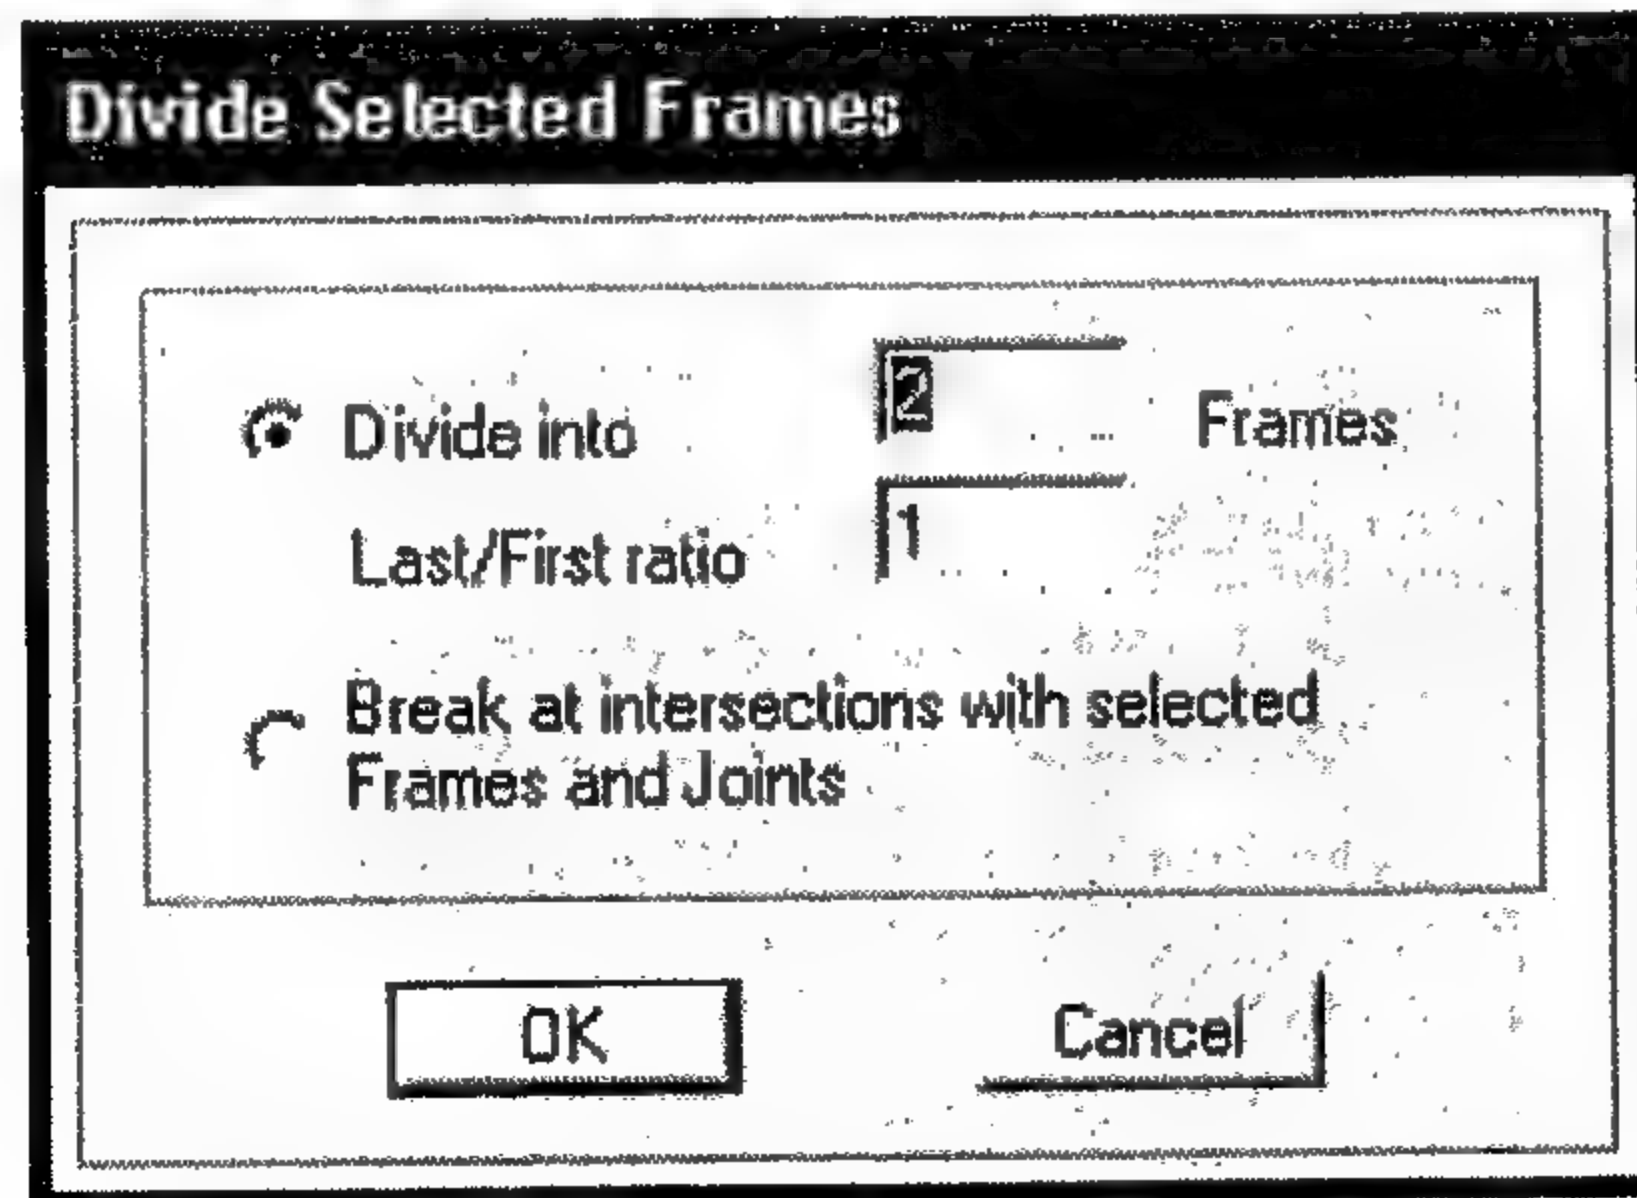 Divide Selected Frames
Divide into 2 Frames
Last/First ratio 1
Break at intersections with selected
Frames and Joints
OK Cancel